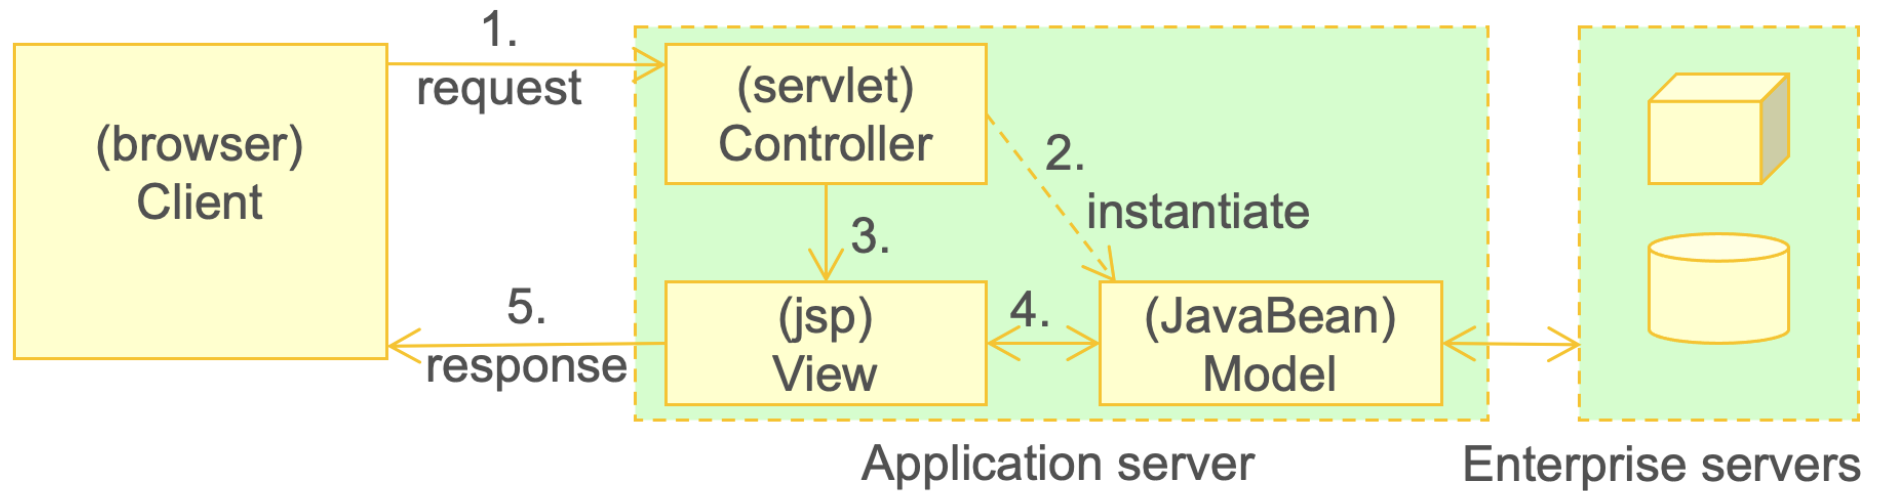 1.
request
(browser)
Client
(servlet)
Controller
2.
instantiate
3.
(jsp)
View
4.
(JavaBean)
Model
5.
response
Application server
Enterprise servers